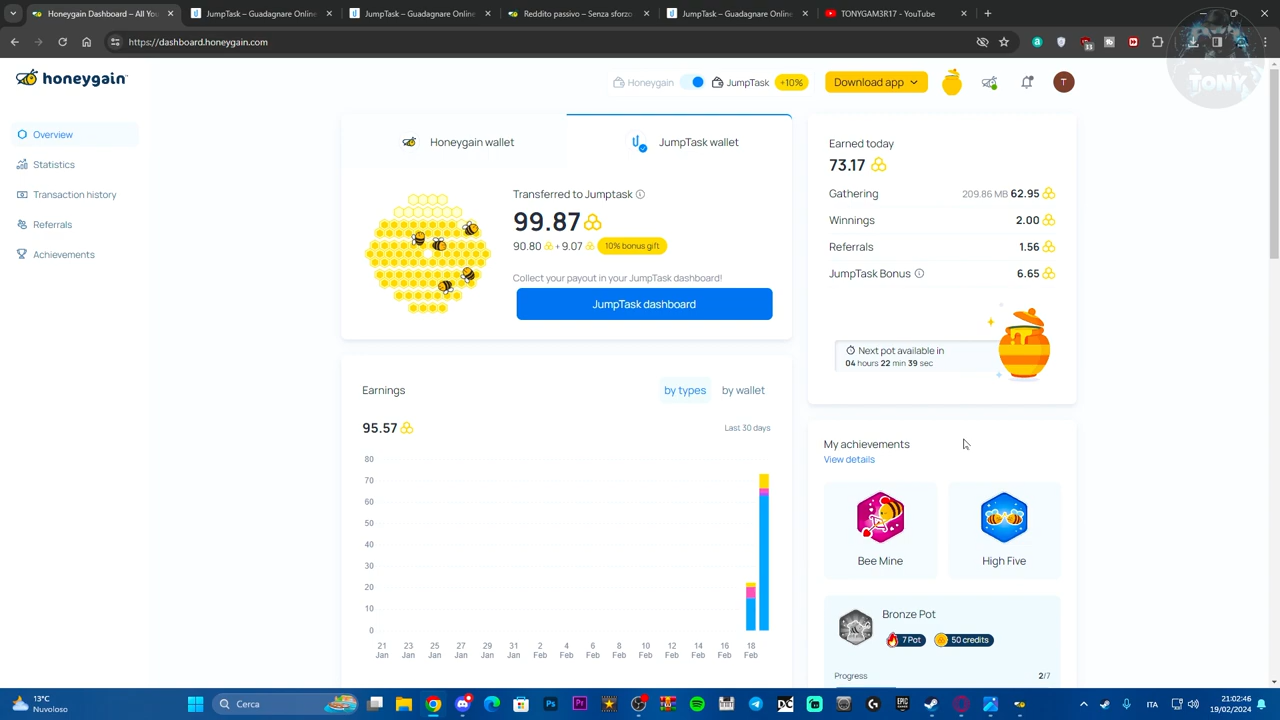 Honeygain Dashboard – All You
JumpTask – Guadagnare Online
JumpTask – Guadagnare Online
Reddito passivo – Senza sforzo
JumpTask – Guadagnare Online
TONYGAM3R17 - YouTube
https://dashboard.honeygain.com
33
TONY
honeygain
Honeygain
JumpTask
+10%
Download app
T
Overview
Statistics
Transaction history
Referrals
Achievements
Honeygain wallet
JumpTask wallet
Transferred to Jumptask
99.87
90.80 + 9.07 10% bonus gift
Collect your payout in your JumpTask dashboard!
JumpTask dashboard
Earned today
73.17
Gathering 209.86 MB 62.95
Winnings 2.00
Referrals 1.56
JumpTask Bonus 6.65
Next pot available in
04 hours 22 min 39 sec
Earnings by types by wallet
95.57 Last 30 days
80
70
60
50
40
30
20
10
0
21 23 25 27 29 31 2 4 6 8 10 12 14 16 18
Jan Jan Jan Jan Jan Jan Feb Feb Feb Feb Feb Feb Feb Feb Feb
My achievements
View details
Bee Mine
High Five
Bronze Pot
7 Pot 50 credits
Progress 2/7
13°C
Nuvoloso
Cerca
ITA
21:02:46
19/02/2024